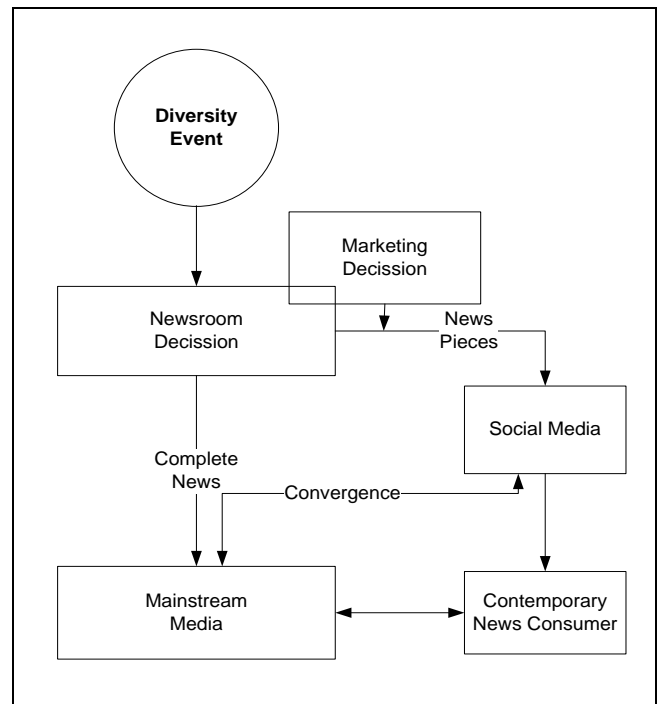 Diversity
Event
Marketing
Decission
Newsroom
Decission
News
Pieces
Social Media
Complete
News
Convergence
Mainstream
Media
Contemporary
News Consumer